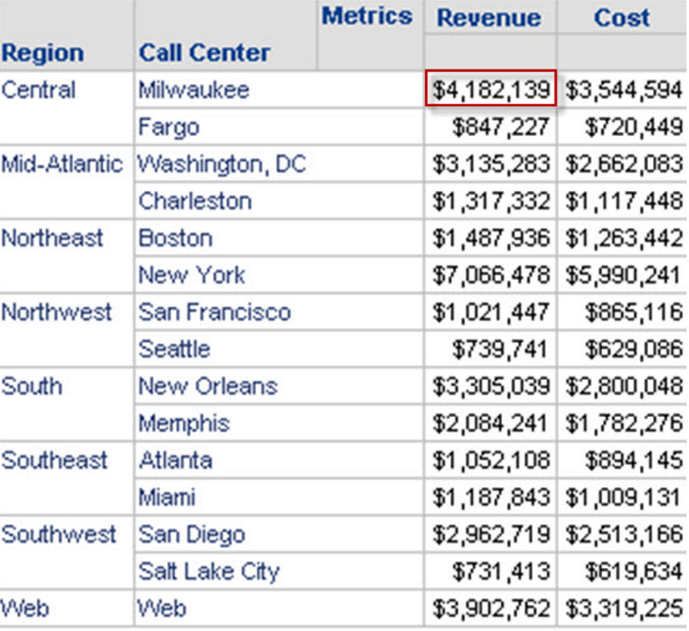 Metrics Revenue Cost
Region Call Center
Central Milwaukee $4,182,139 $3,544,594
Fargo $847,227 $720,449
Mid-Atlantic Washington, DC $3,135,283 $2,662,083
Charleston $1,317,332 $1,117,448
Northeast Boston $1,487,936 $1,263,442
New York $7,066,478 $5,990,241
Northwest San Francisco $1,021,447 $865,116
Seattle $739,741 $629,086
South New Orleans $3,305,039 $2,800,048
Memphis $2,084,241 $1,782,276
Southeast Atlanta $1,052,108 $894,145
Miami $1,187,843 $1,009,131
Southwest San Diego $2,962,719 $2,513,166
Salt Lake City $731,413 $619,634
Web Web $3,902,762 $3,319,225